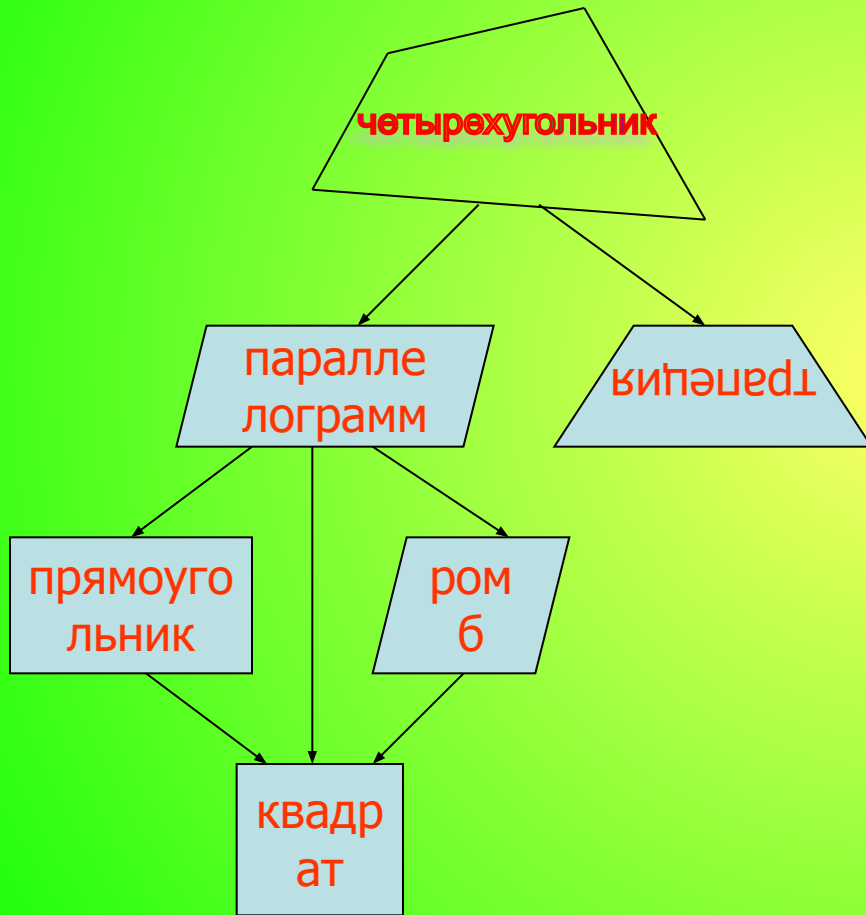 четырехугольник
паралле
лограмм
трапеция
прямоуго
льник
ром
б
квадр
ат